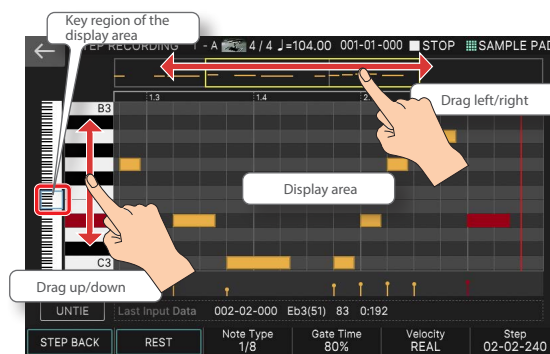 Key region of the
display area
STEP RECORDING
- A 4 / 4 ♩=104.00 001-01-000 STOP SAMPLE PAD
Drag left/right
1.3 1.4
B3
Display area
C3
Drag up/down
UNTIE Last Input Data 002-02-000 Eb3(51) 83 0:192
STEP BACK REST Note Type Gate Time Velocity Step
1/8 80% REAL 02-02-240